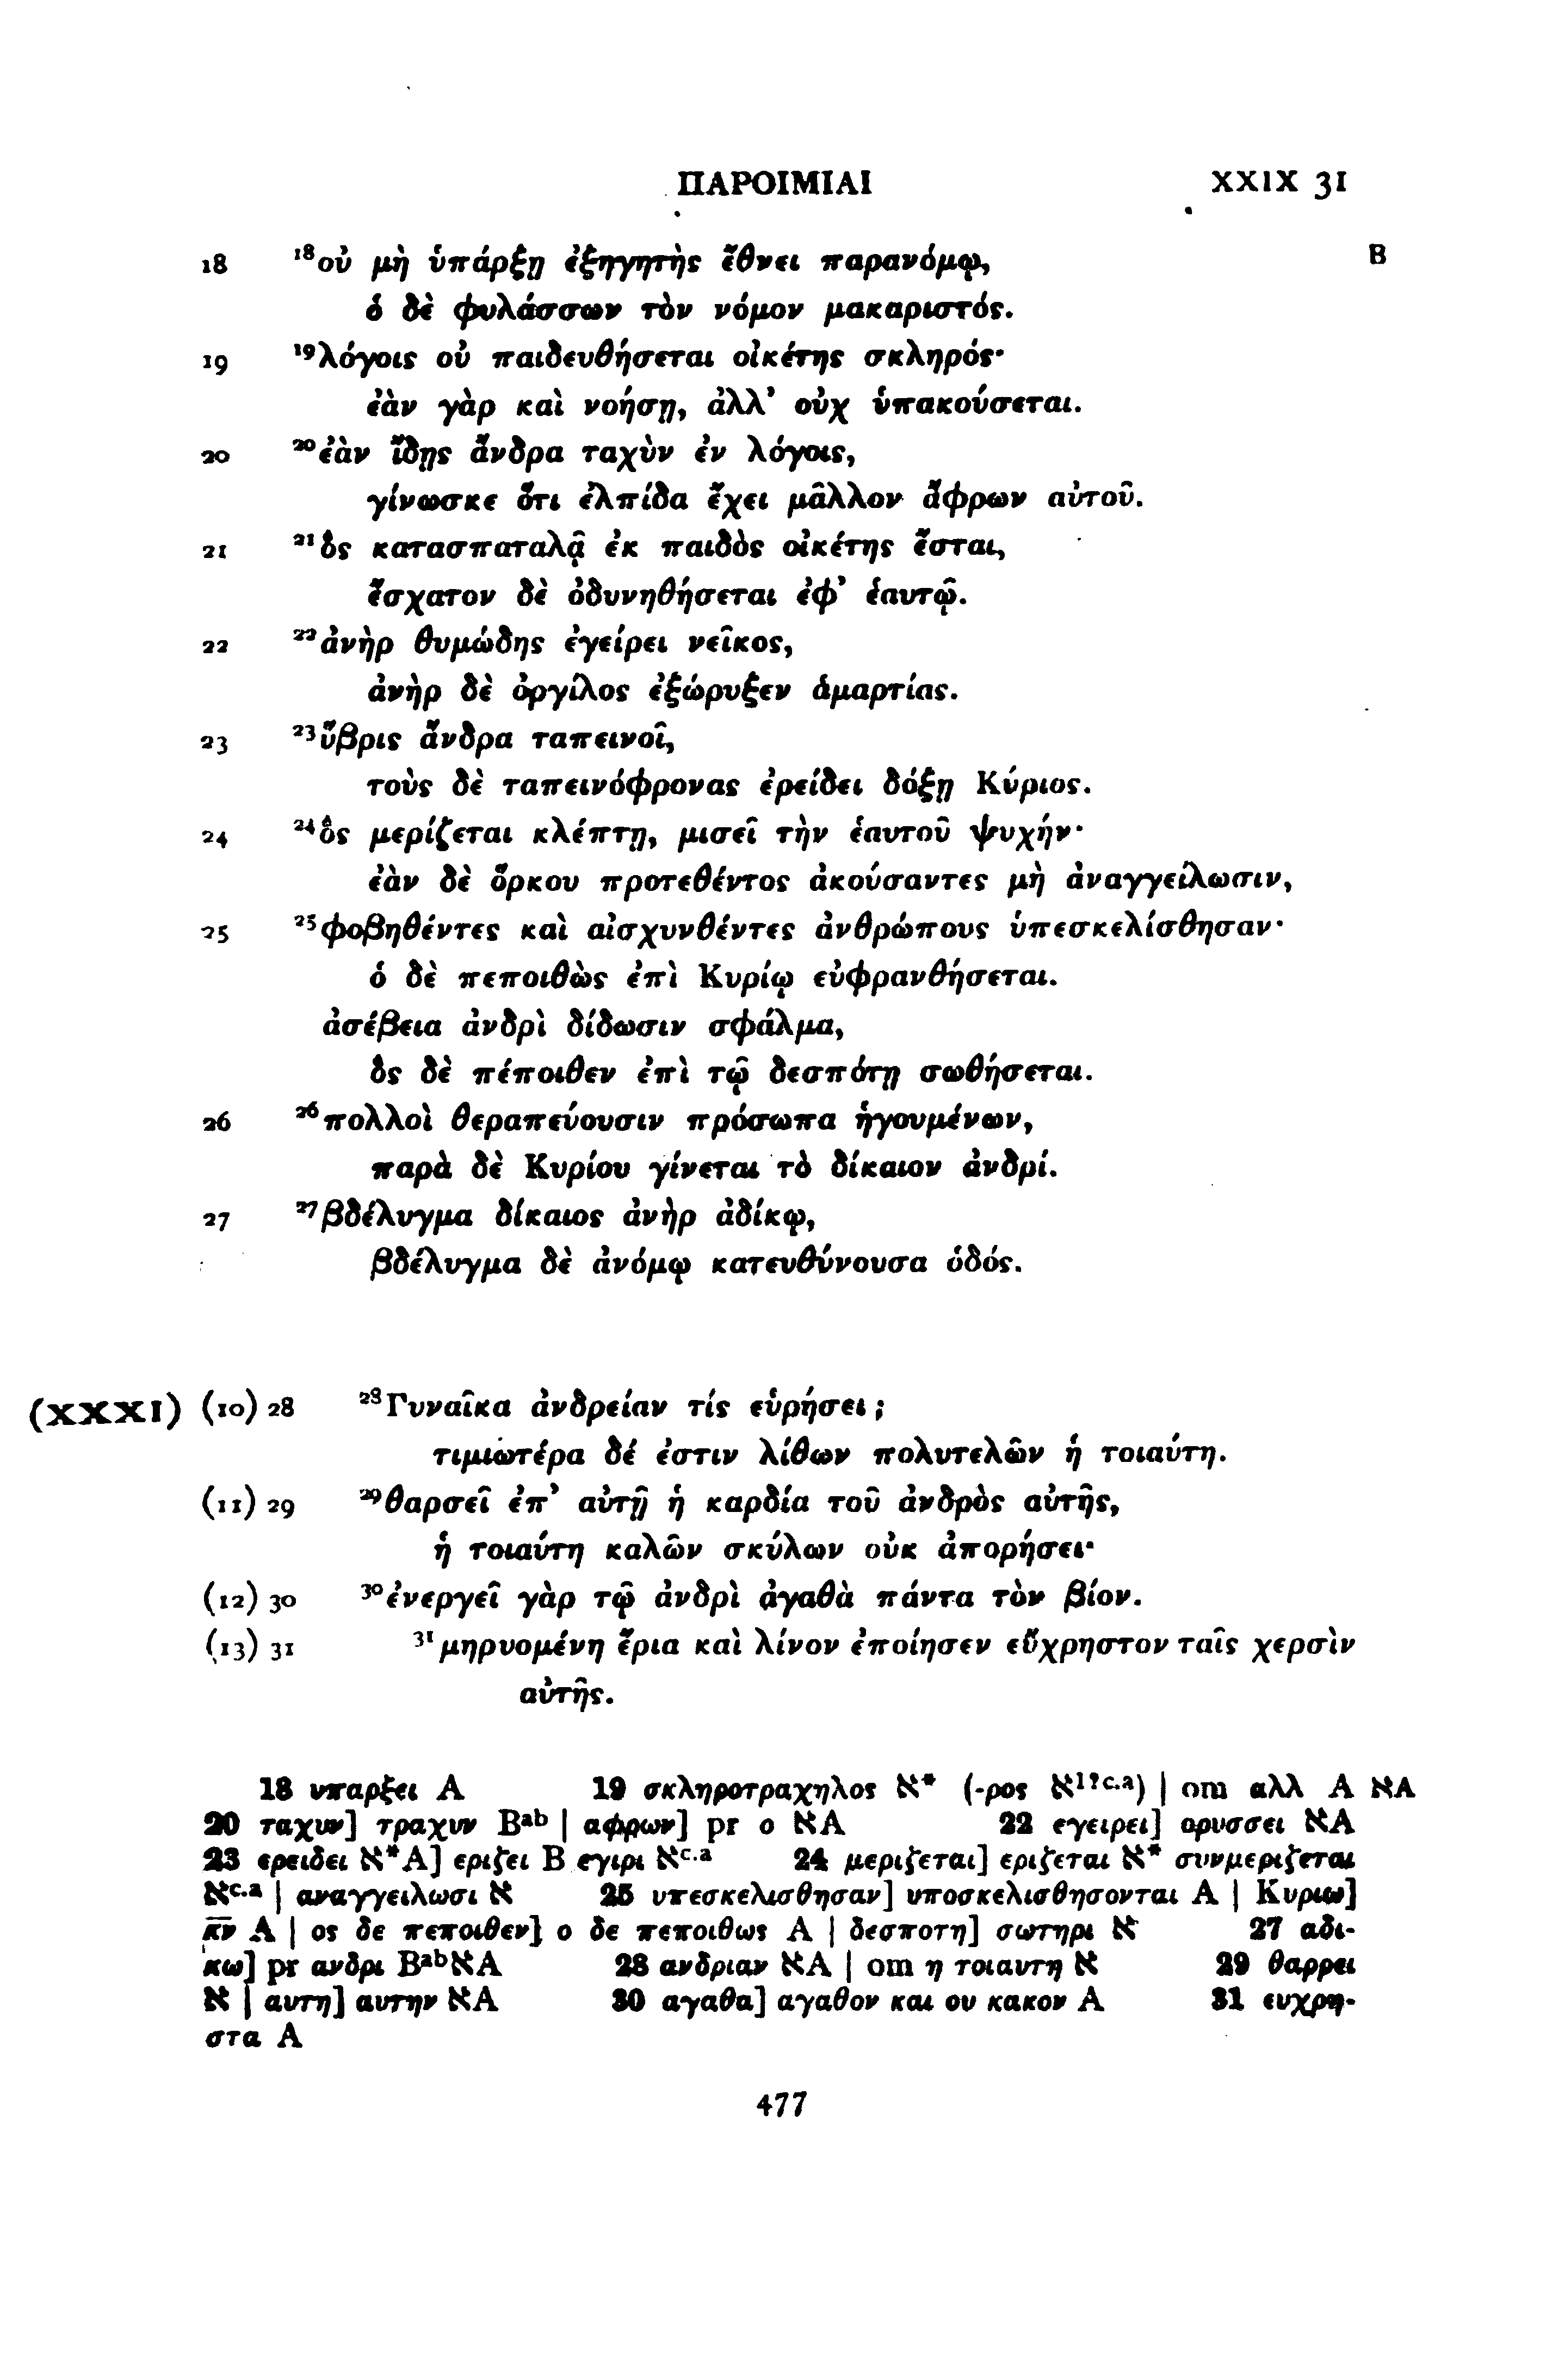 ΠΑΡΟΙΜΙΑΙ XXIX 31
18 ¹⁸οὐ μὴ ὑπάρξῃ ἐξηγητὴς ἔθνει παρανόμῳ, B
ὁ δὲ φυλάσσων τὸν νόμον μακαριστός.
19 ¹⁹λόγοις οὐ παιδευθήσεται οἰκέτης σκληρός·
ἐὰν γὰρ καὶ νοήσῃ, ἀλλ’ οὐχ ὑπακούσεται.
20 ²⁰ἐὰν ἴδῃς ἄνδρα ταχὺν ἐν λόγοις,
γίνωσκε ὅτι ἐλπίδα ἔχει μᾶλλον ἄφρων αὐτοῦ.
21 ²¹ὃς κατασπαταλᾷ ἐκ παιδὸς οἰκέτης ἔσται,
ἔσχατον δὲ ὀδυνηθήσεται ἐφ’ ἑαυτῷ.
22 ²²ἀνὴρ θυμώδης ἐγείρει νεῖκος,
ἀνὴρ δὲ ὀργίλος ἐξώρυξεν ἁμαρτίας.
23 ²³ὕβρις ἄνδρα ταπεινοῖ,
τοὺς δὲ ταπεινόφρονας ἐρείδει δόξῃ Κύριος.
24 ²⁴ὃς μερίζεται κλέπτῃ, μισεῖ τὴν ἑαυτοῦ ψυχήν·
ἐὰν δὲ ὅρκου προτεθέντος ἀκούσαντες μὴ ἀναγγείλωσιν,
25 ²⁵φοβηθέντες καὶ αἰσχυνθέντες ἀνθρώπους ὑπεσκελίσθησαν·
ὁ δὲ πεποιθὼς ἐπὶ Κυρίῳ εὐφρανθήσεται.
ἀσέβεια ἀνδρὶ δίδωσιν σφάλμα,
ὃς δὲ πέποιθεν ἐπὶ τῷ δεσπότῃ σωθήσεται.
26 ²⁶πολλοὶ θεραπεύουσιν πρόσωπα ἡγουμένων,
παρὰ δὲ Κυρίου γίνεται τὸ δίκαιον ἀνδρί.
27 ²⁷βδέλυγμα δίκαιος ἀνὴρ ἀδίκῳ,
βδέλυγμα δὲ ἀνόμῳ κατευθύνουσα ὁδός.
(XXXI) (10) 28 ²⁸Γυναῖκα ἀνδρείαν τίς εὑρήσει;
τιμιωτέρα δέ ἐστιν λίθων πολυτελῶν ἡ τοιαύτη.
(11) 29 ²⁹θαρσεῖ ἐπ’ αὐτῇ ἡ καρδία τοῦ ἀνδρὸς αὐτῆς,
ἡ τοιαύτη καλῶν σκύλων οὐκ ἀπορήσει·
(12) 30 ³⁰ἐνεργεῖ γὰρ τῷ ἀνδρὶ ἀγαθὰ πάντα τὸν βίον.
(13) 31 ³¹μηρυομένη ἔρια καὶ λίνον ἐποίησεν εὔχρηστον ταῖς χερσὶν
αὐτῆς.
18 υπαρξει A 19 σκληροτραχηλος ℵ* (-ρος ℵ¹ˀᶜ·ᵃ) | om αλλ A ℵA
20 ταχυν] τραχυν Bᵃᵇ | αφρων] pr ο ℵA 22 εγειρει] ορυσσει ℵA
23 ερειδει ℵ*A] εριζει B εγιρι ℵᶜ·ᵃ 24 μεριζεται] εριζεται ℵ* συνμεριζεται
ℵᶜ·ᵃ | αναγγειλωσι ℵ 25 υπεσκελισθησαν] υποσκελισθησονται A | Κυριω]
κ̅ν̅ A | ος δε πεποιθεν] ο δε πεποιθως A | δεσποτη] σωτηρι ℵ 27 αδι-
κω] pr ανδρι BᵃᵇℵA 28 ανδριαν ℵA | om η τοιαυτη ℵ 29 θαρρει
ℵ | αυτη] αυτην ℵA 30 αγαθα] αγαθον και ου κακον A 31 ευχρη-
στα A
477